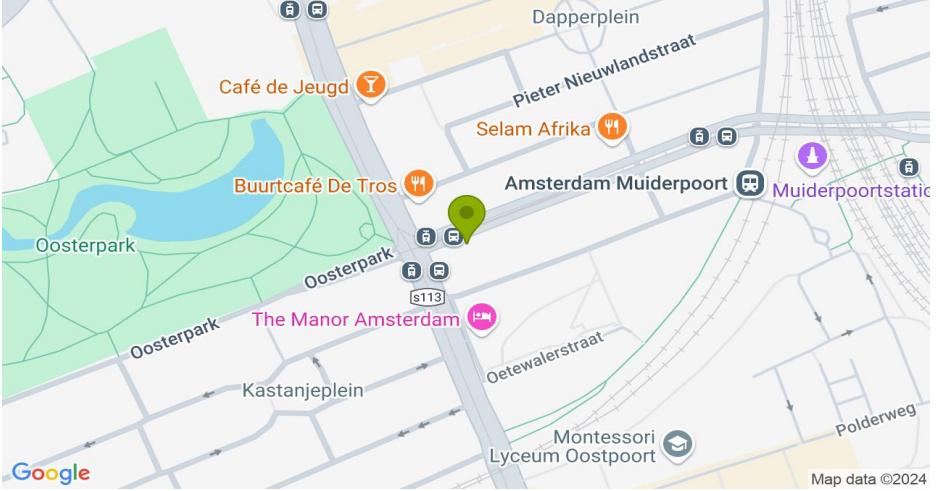 Dapperplein
Café de Jeugd
Pieter Nieuwlandstraat
Selam Afrika
Buurtcafé De Tros
Amsterdam Muiderpoort
Muiderpoortstatio
Oosterpark
Oosterpark
s113
The Manor Amsterdam
Oosterpark
Oetewalerstraat
Kastanjeplein
Polderweg
Montessori
Lyceum Oostpoort
Google
Map data ©2024